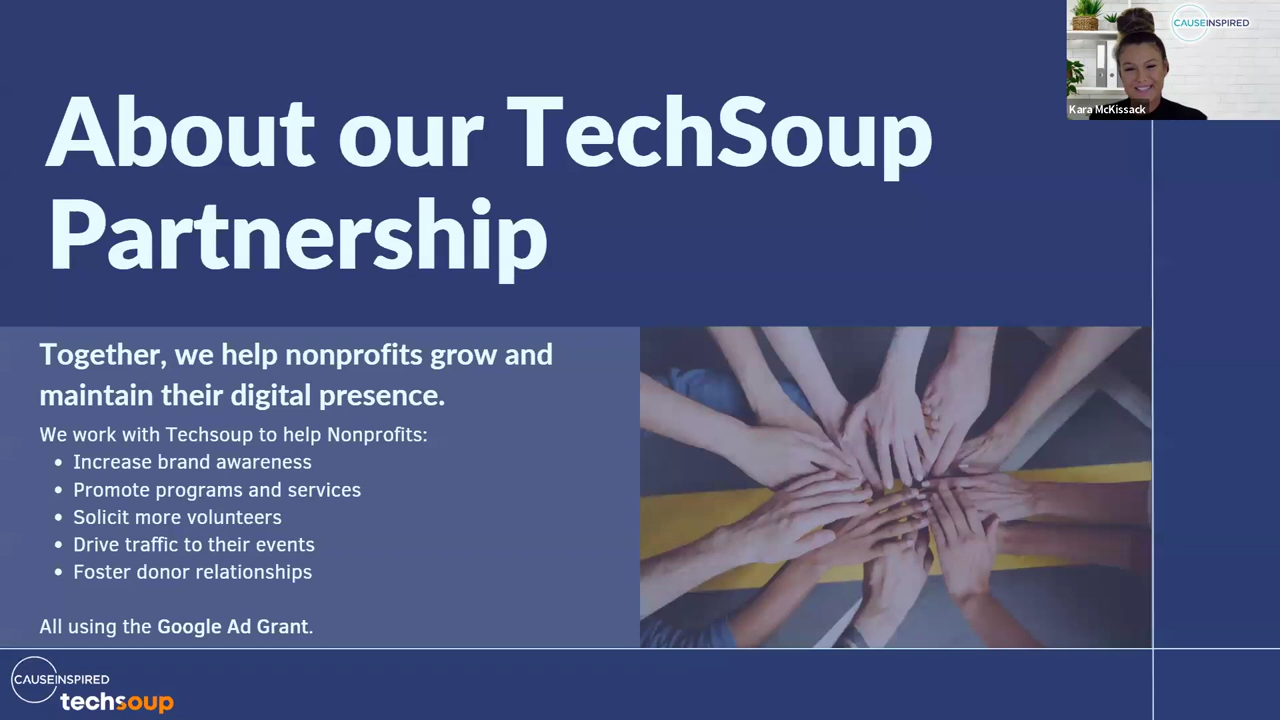 CAUSEINSPIRED
Kara McKissack
About our TechSoup
Partnership
Together, we help nonprofits grow and
maintain their digital presence.
We work with Techsoup to help Nonprofits:
• Increase brand awareness
• Promote programs and services
• Solicit more volunteers
• Drive traffic to their events
• Foster donor relationships
All using the Google Ad Grant.
CAUSEINSPIRED
techsoup